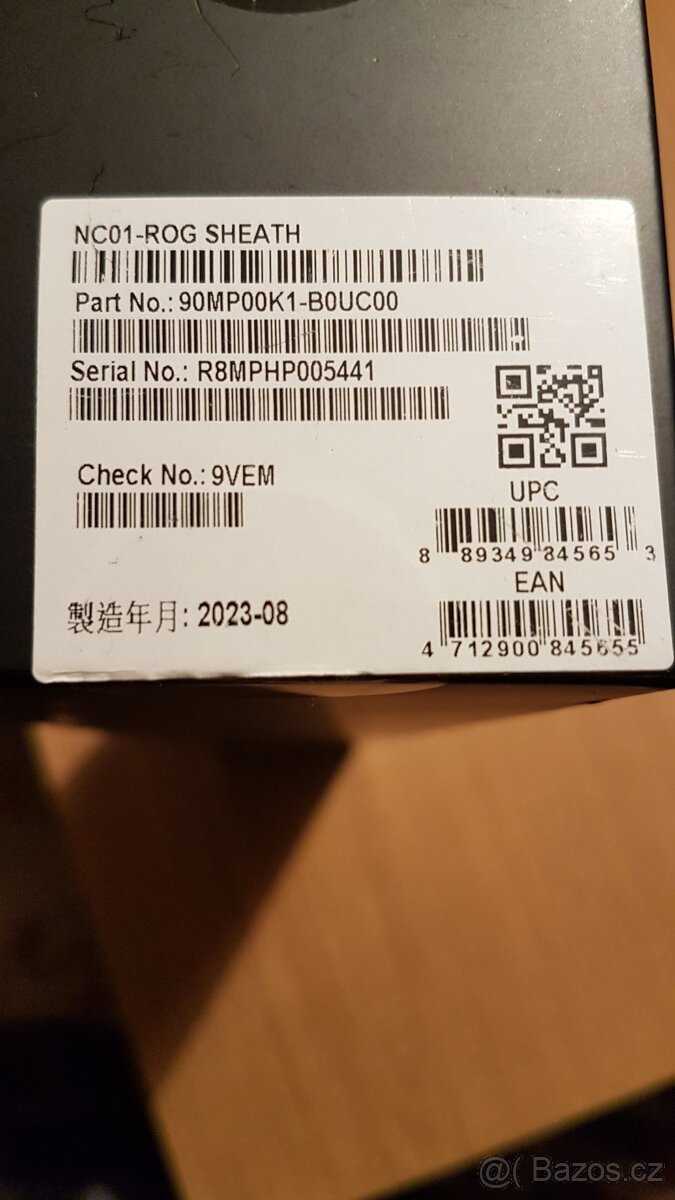 NC01-ROG SHEATH
Part No.: 90MP00K1-B0UC00
Serial No.: R8MPHP005441
Check No.: 9VEM
UPC
8 89349 84565 3
EAN
4 712900 845655
製造年月: 2023-08
@( Bazos.cz